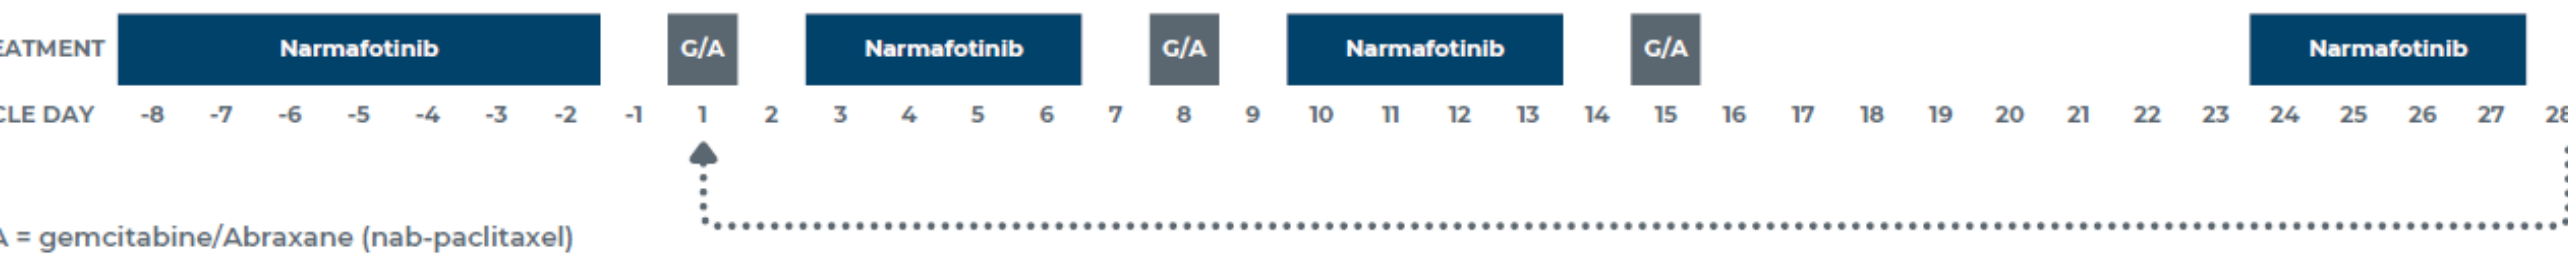 EATMENT Narmafotinib G/A Narmafotinib G/A Narmafotinib G/A Narmafotinib
CLE DAY -8 -7 -6 -5 -4 -3 -2 -1 1 2 3 4 5 6 7 8 9 10 11 12 13 14 15 16 17 18 19 20 21 22 23 24 25 26 27 28
A = gemcitabine/Abraxane (nab-paclitaxel)